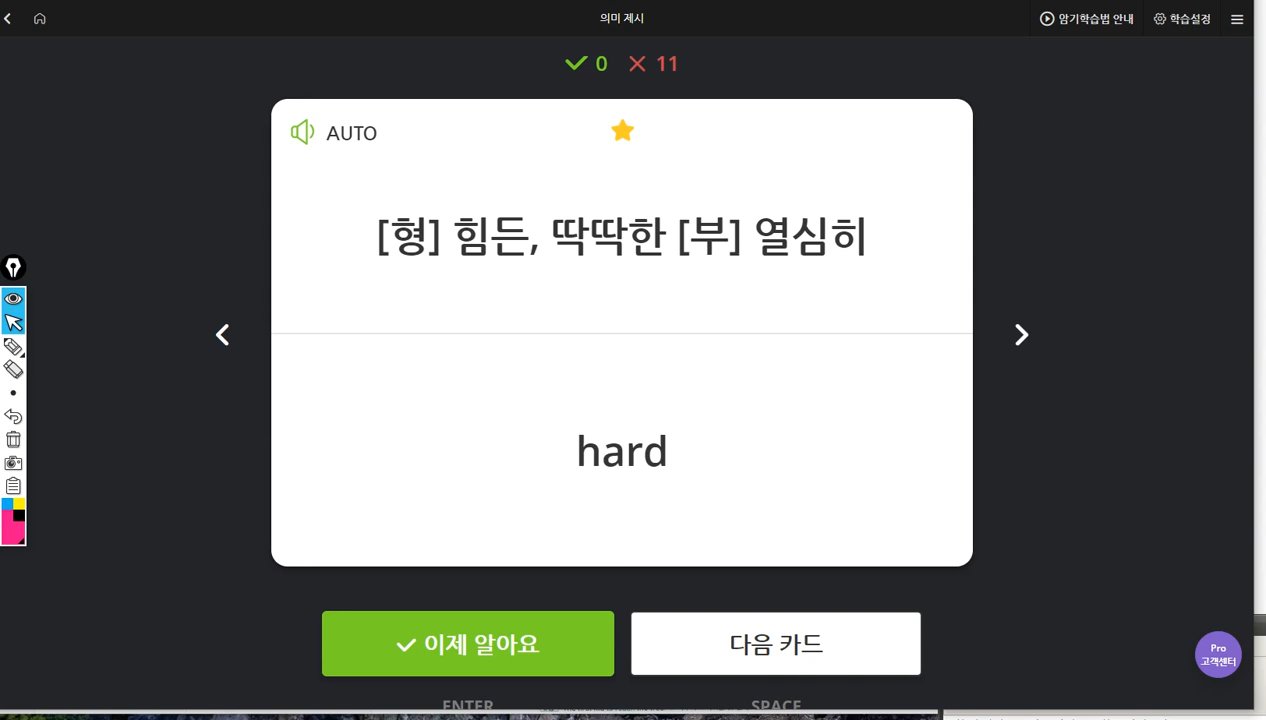 의미 제시
암기학습법 안내
학습설정
0 11
AUTO
[형] 힘든, 딱딱한 [부] 열심히
hard
이제 알아요
다음 카드
Pro
고객센터
ENTER
SPACE